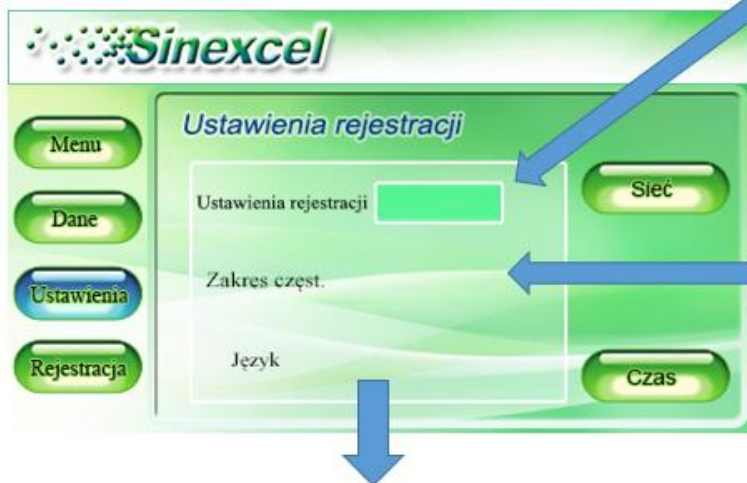 Sinexcel
Menu
Dane
Ustawienia
Rejestracja
Ustawienia rejestracji
Ustawienia rejestracji
Zakres częst.
Język
Sieć
Czas